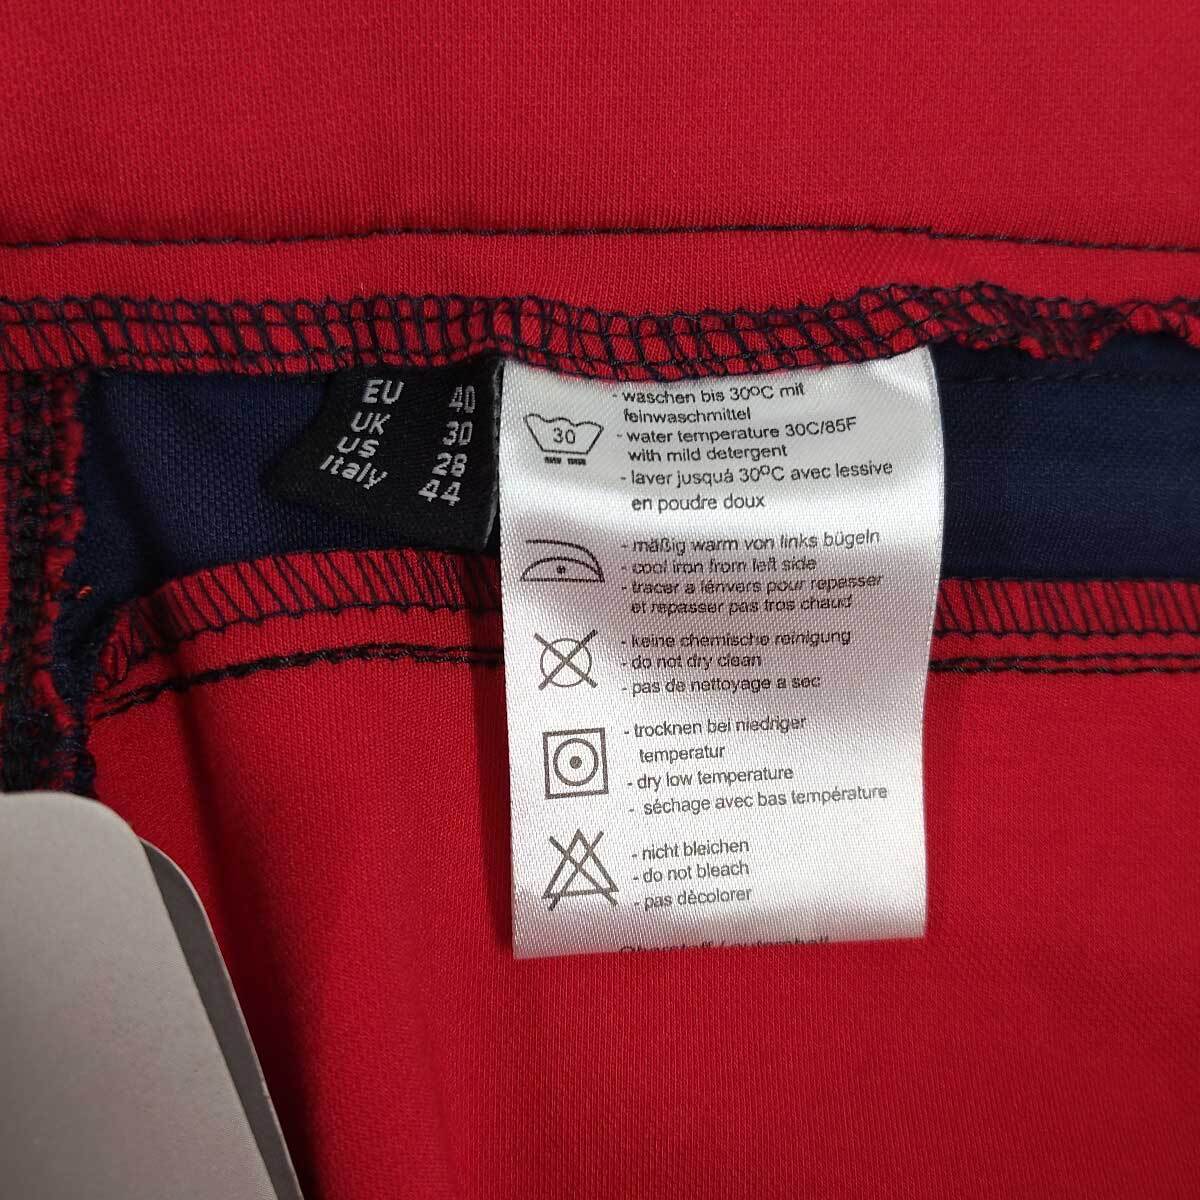 EU 40
UK 30
US 28
Italy 44
30
- waschen bis 30ºC mit
feinwaschmittel
- water temperature 30C/85F
with mild detergent
- laver jusquá 30ºC avec lessive
en poudre doux
- mäßig warm von links bügeln
- cool iron from left side
- tracer a lénvers pour repasser
et repasser pas tros chaud
- keine chemische reinigung
- do not dry clean
- pas de nettoyage a sec
- trocknen bei niedriger
temperatur
- dry low temperature
- séchage avec bas température
- nicht bleichen
- do not bleach
- pas dècolorer